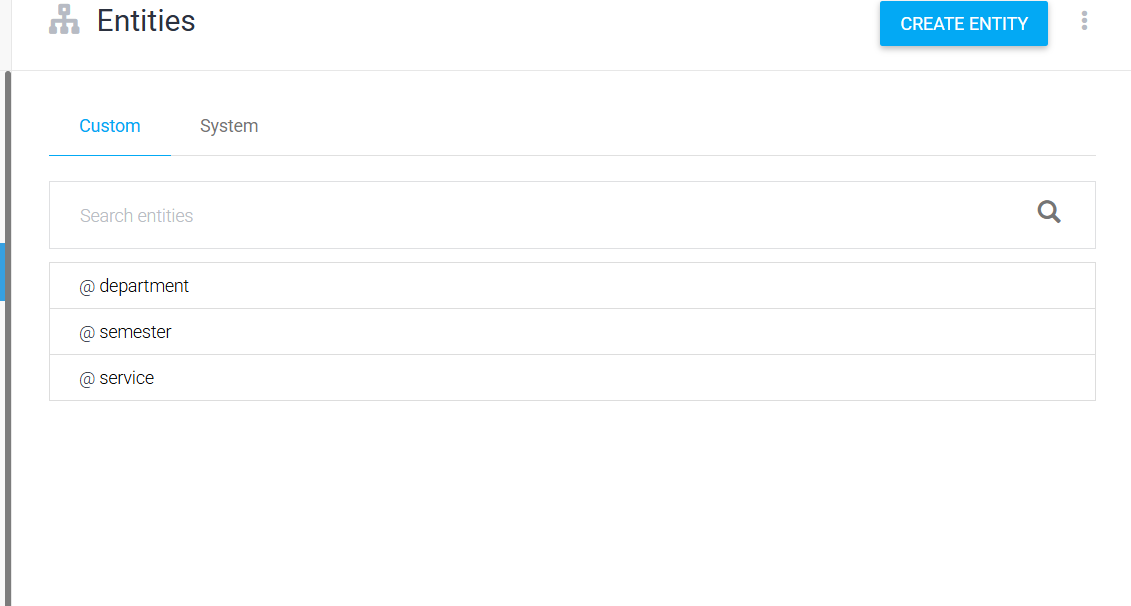 Entities
CREATE ENTITY
Custom
System
Search entities
@ department
@ semester
@ service